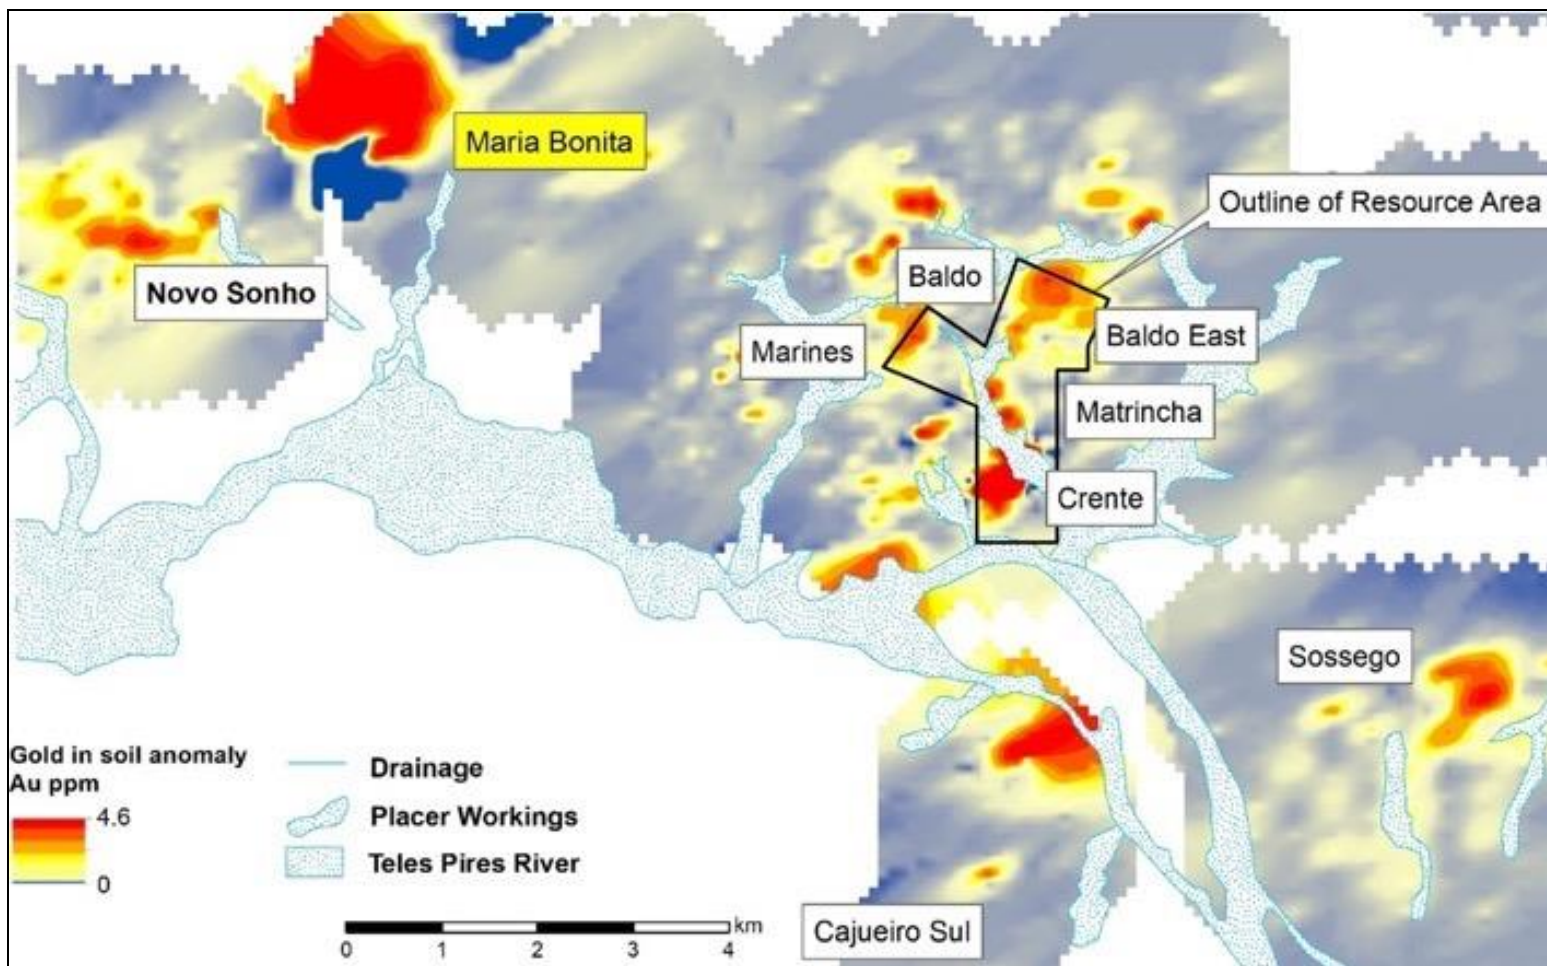 Maria Bonita
Outline of Resource Area
Baldo
Novo Sonho
Marines
Baldo East
Matrincha
Crente
Sossego
Gold in soil anomaly
Au ppm
4.6
0
Drainage
Placer Workings
Teles Pires River
km
0 1 2 3 4
Cajueiro Sul